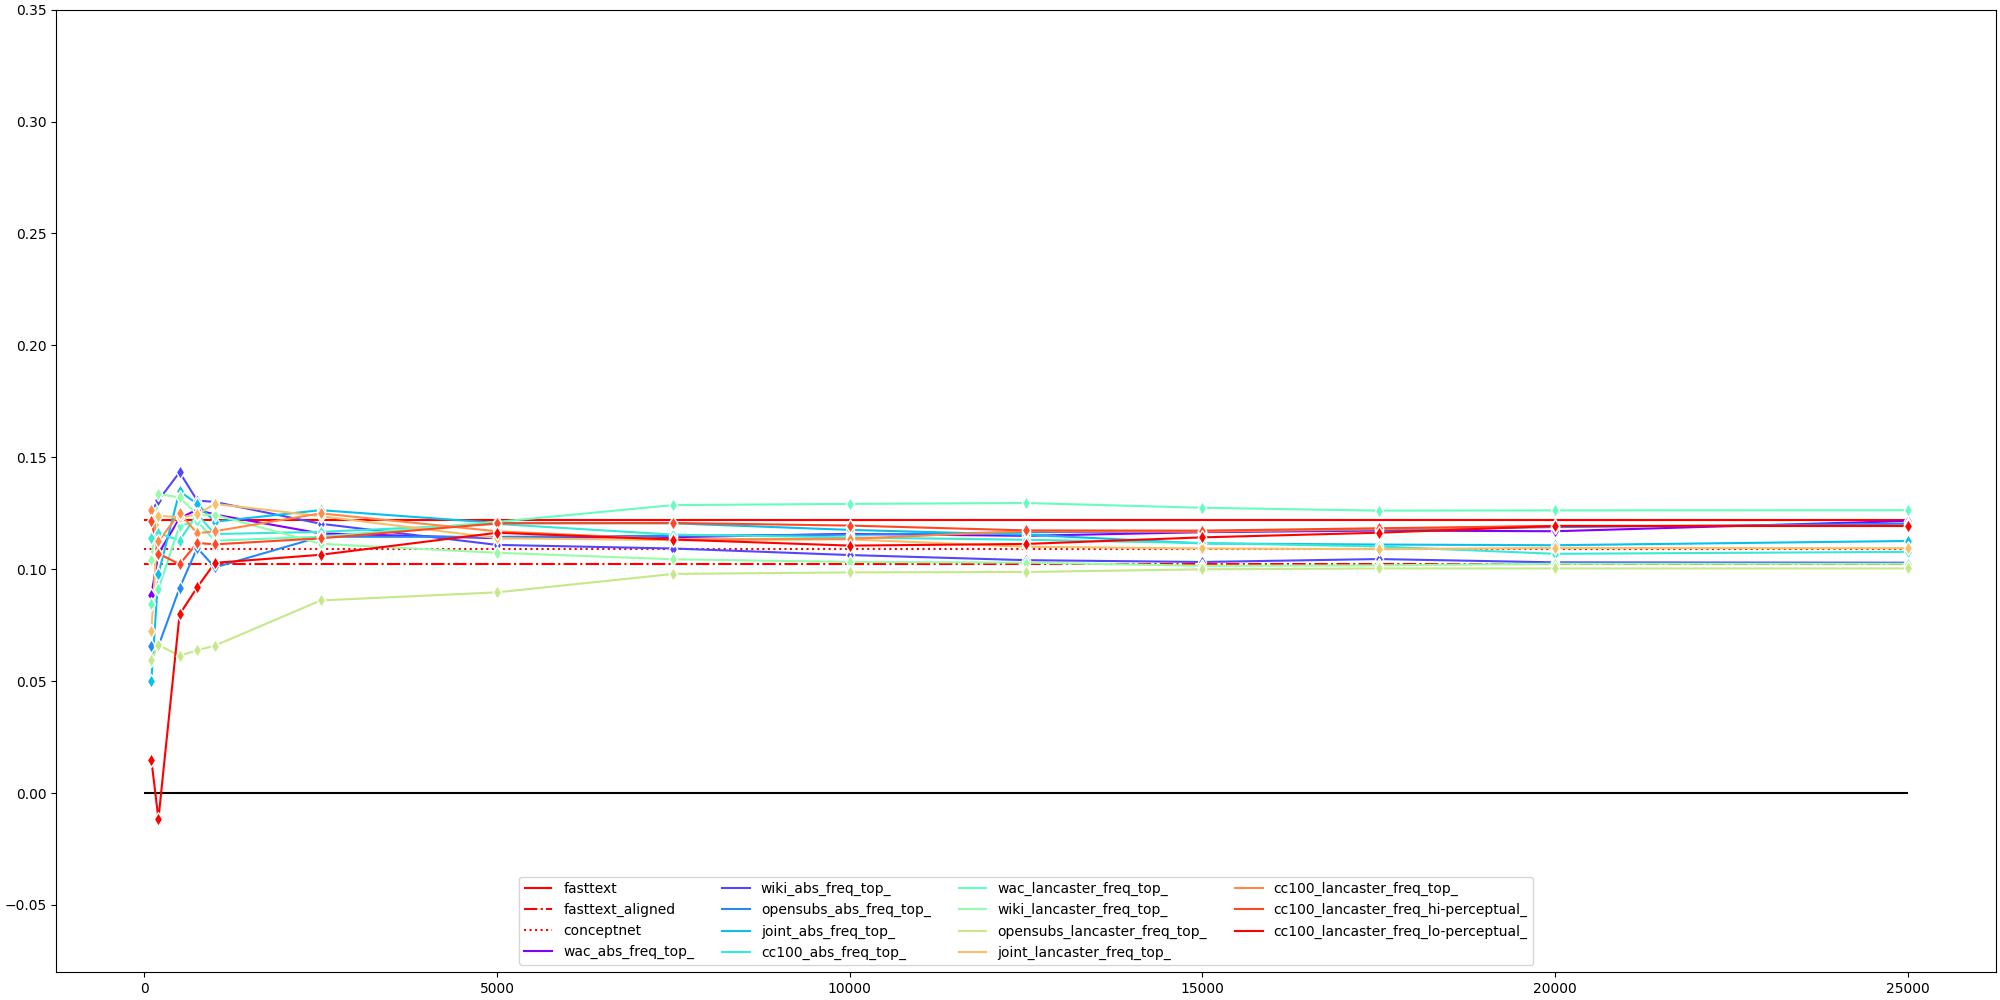 0.35
0.30
0.25
0.20
0.15
0.10
0.05
0.00
−0.05
fasttext
fasttext_aligned
conceptnet
wac_abs_freq_top_
wiki_abs_freq_top_
opensubs_abs_freq_top_
joint_abs_freq_top_
cc100_abs_freq_top_
wac_lancaster_freq_top_
wiki_lancaster_freq_top_
opensubs_lancaster_freq_top_
joint_lancaster_freq_top_
cc100_lancaster_freq_top_
cc100_lancaster_freq_hi-perceptual_
cc100_lancaster_freq_lo-perceptual_
0 5000 10000 15000 20000 25000